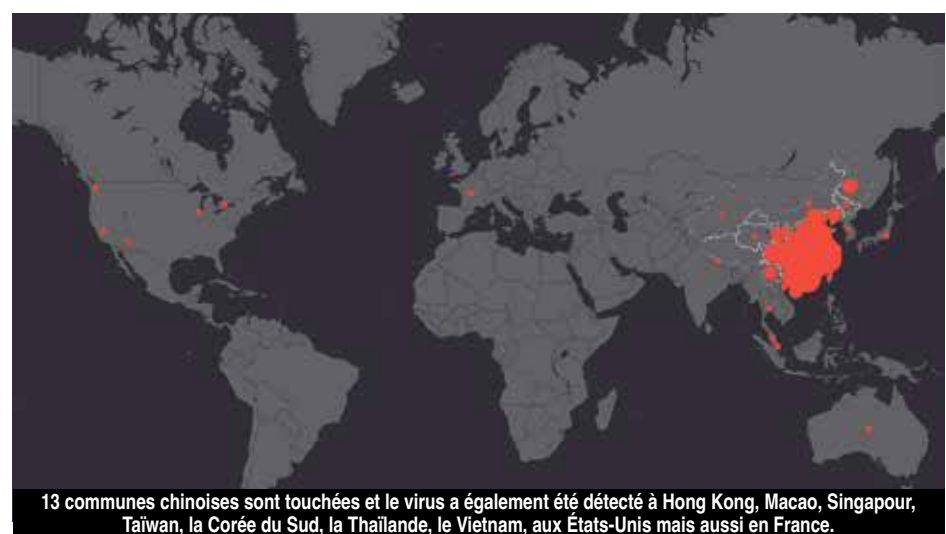 13 communes chinoises sont touchées et le virus a également été détecté à Hong Kong, Macao, Singapour,
Taïwan, la Corée du Sud, la Thaïlande, le Vietnam, aux États-Unis mais aussi en France.